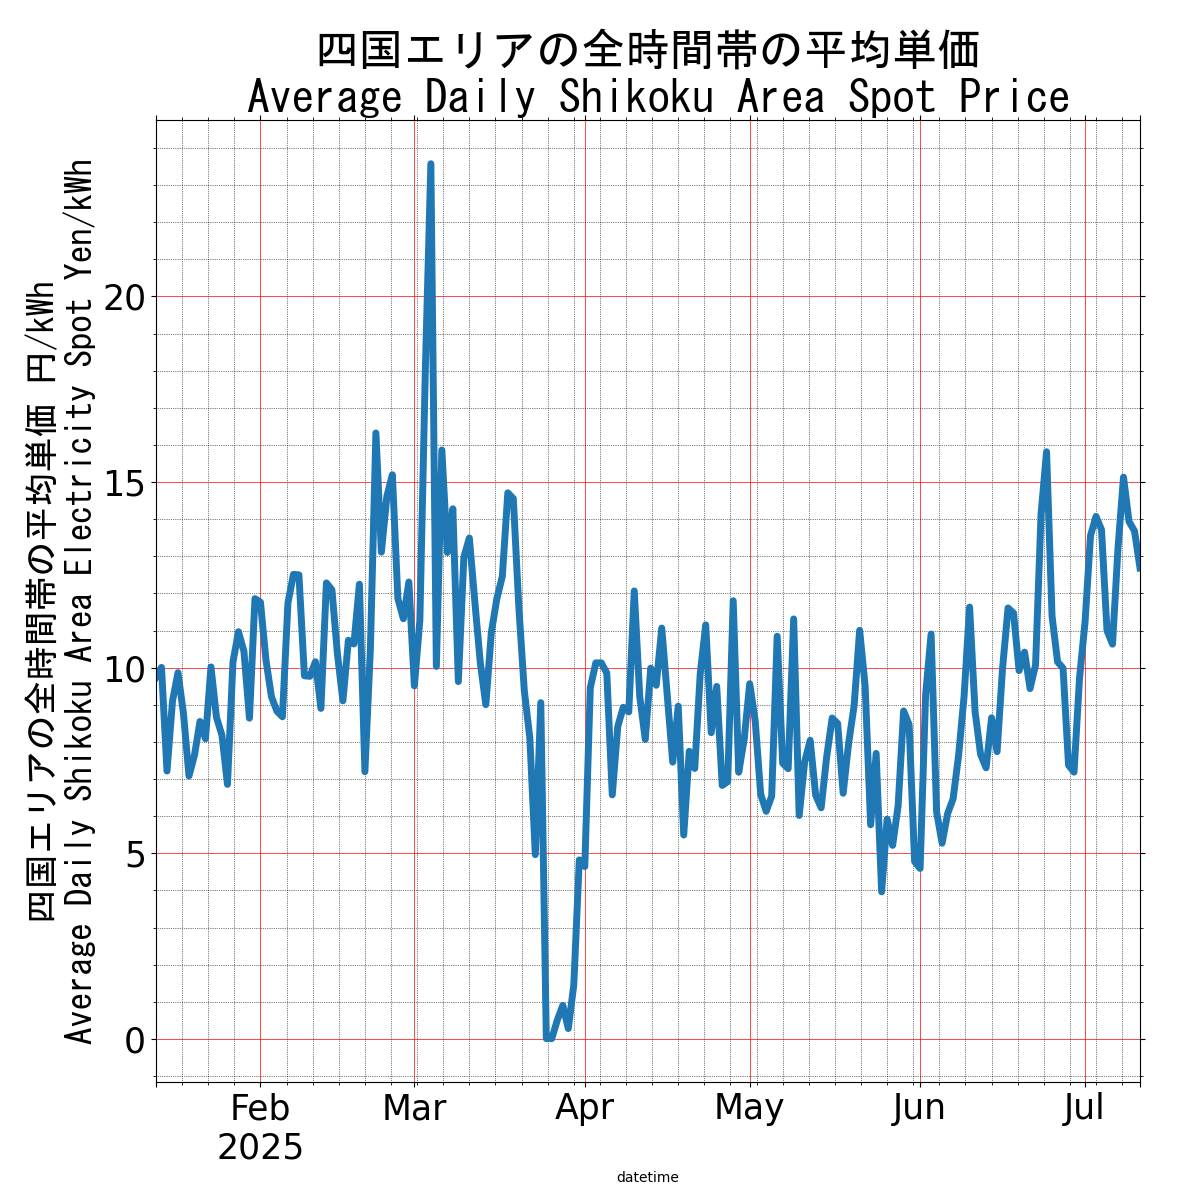 四国エリアの全時間帯の平均単価
Average Daily Shikoku Area Spot Price
四国エリアの全時間帯の平均単価 円/kWh
Average Daily Shikoku Area Electricity Spot Yen/kWh
20
15
10
5
0
Feb
2025
Mar
Apr
May
Jun
Jul
datetime